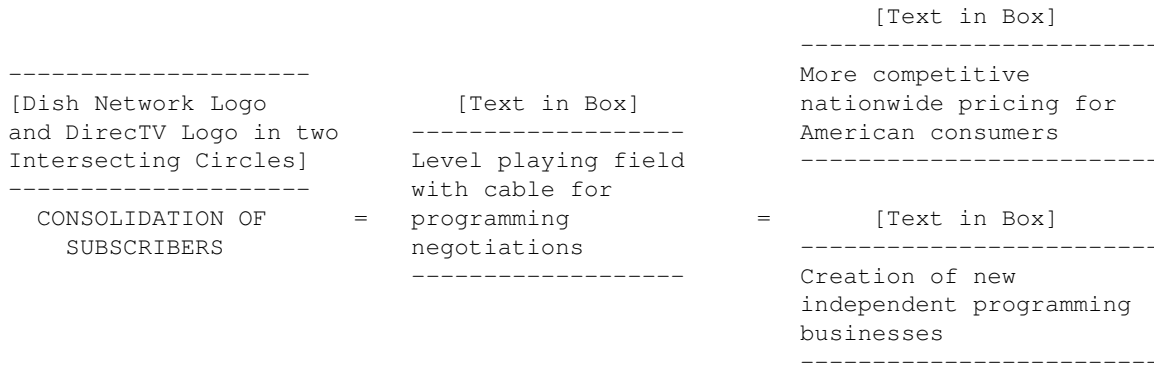 [Text in Box]
-------------------------
More competitive
nationwide pricing for
American consumers
-------------------------
---------------------
[Dish Network Logo
and DirecTV Logo in two
Intersecting Circles]
---------------------
CONSOLIDATION OF
SUBSCRIBERS
=
[Text in Box]
-------------------
Level playing field
with cable for
programming
negotiations
-------------------
=
[Text in Box]
-------------------------
Creation of new
independent programming
businesses
-------------------------